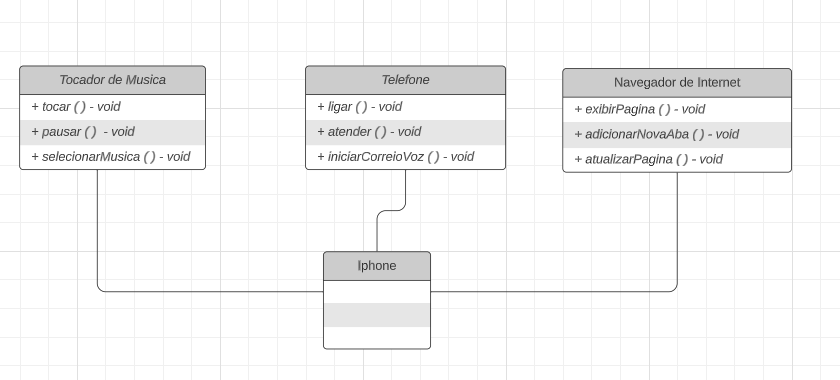 Tocador de Musica
+ tocar ( ) - void
+ pausar ( ) - void
+ selecionarMusica ( ) - void
Telefone
+ ligar ( ) - void
+ atender ( ) - void
+ iniciarCorreioVoz ( ) - void
Navegador de Internet
+ exibirPagina ( ) - void
+ adicionarNovaAba ( ) - void
+ atualizarPagina ( ) - void
Iphone